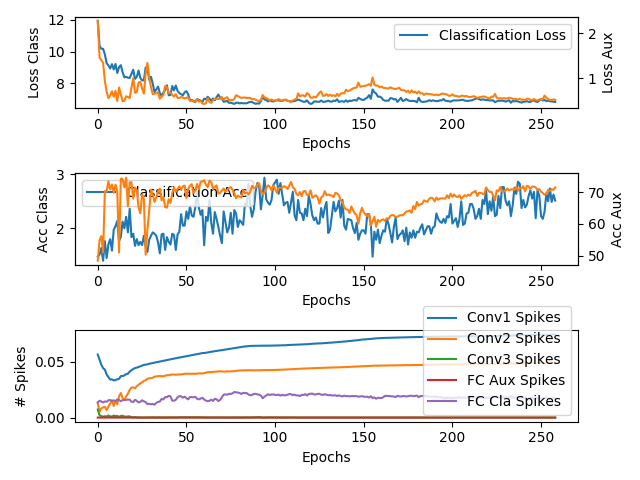 12
10
8
Loss Class
Classification Loss
2
1
Loss Aux
0
50
100
150
200
250
Epochs
3
2
Acc Class
Classification Acc
70
60
50
Acc Aux
0
50
100
150
200
250
Epochs
0.05
0.00
# Spikes
Conv1 Spikes
Conv2 Spikes
Conv3 Spikes
FC Aux Spikes
FC Cla Spikes
0
50
100
150
200
250
Epochs